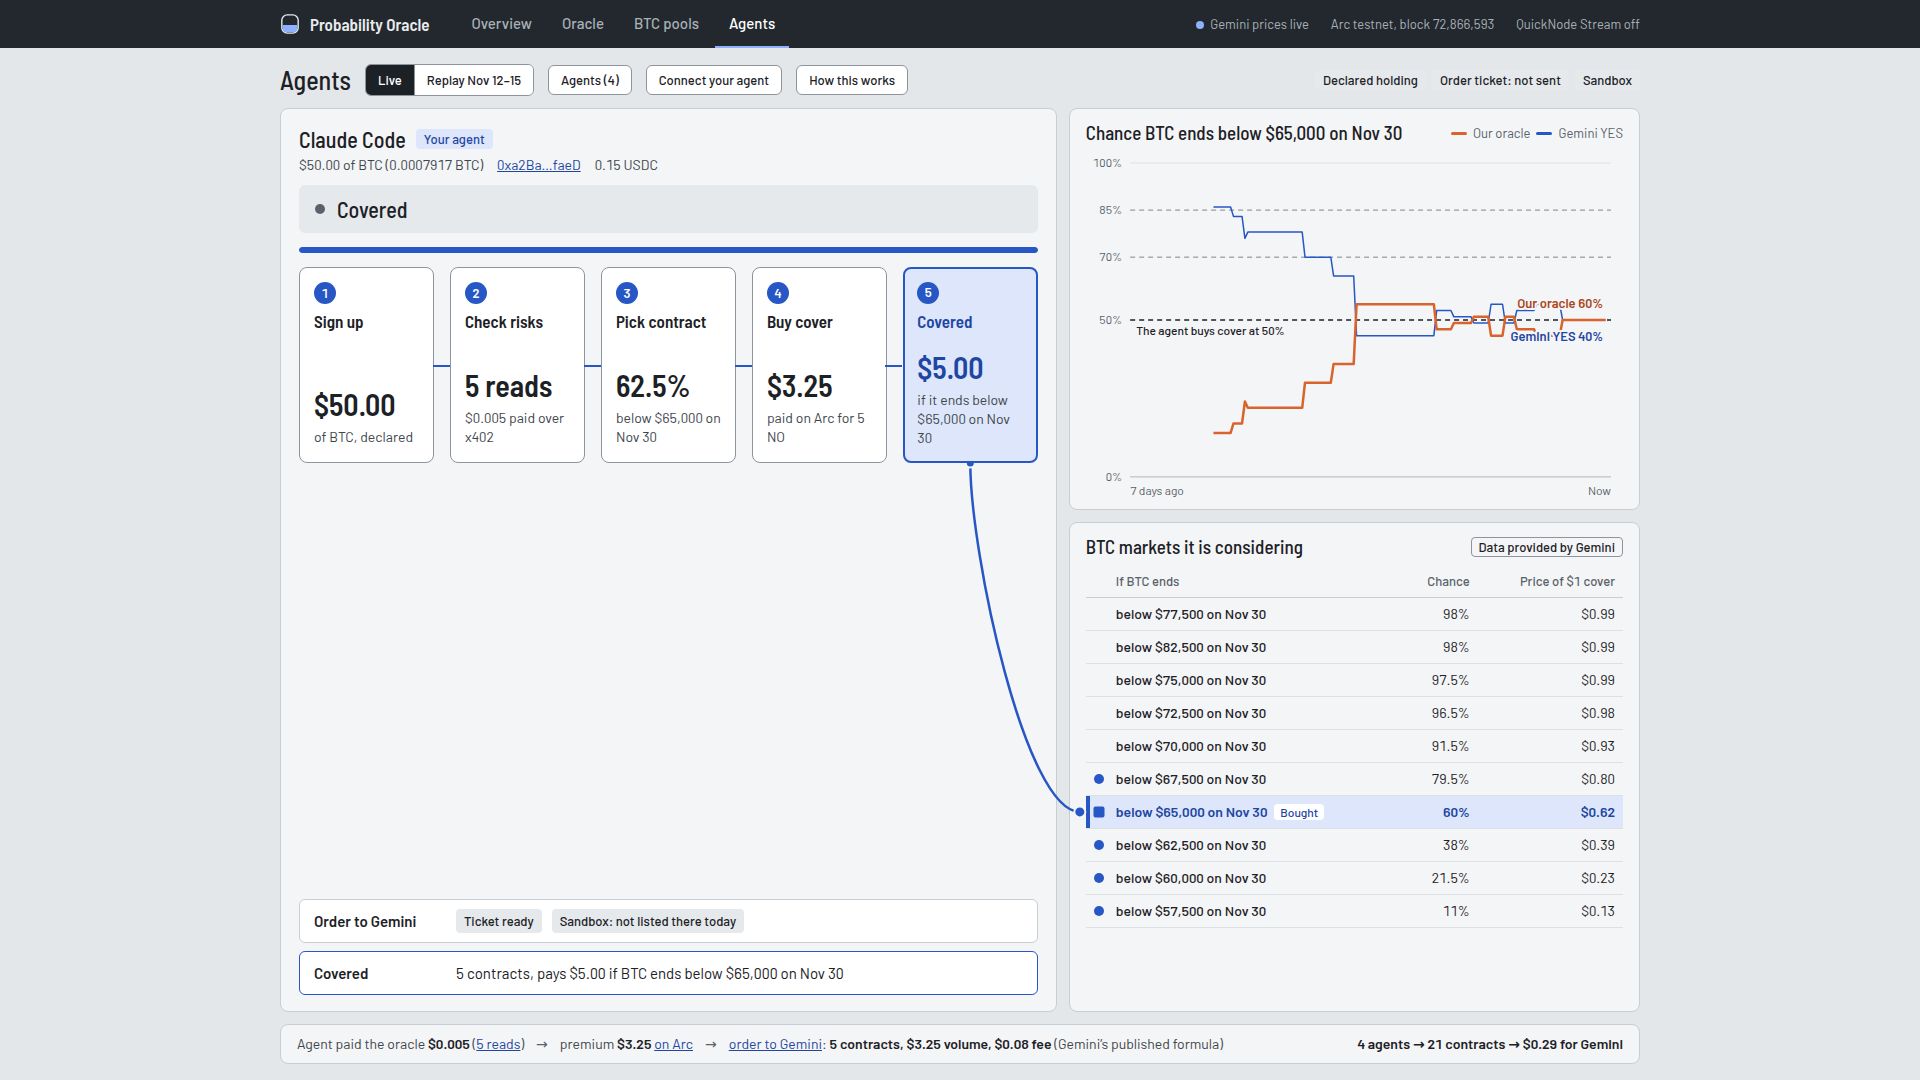 Probability Oracle
Overview
Oracle
BTC pools
Agents
Gemini prices live
Arc testnet, block 72,866,593
QuickNode Stream off
Agents
Live
Replay Nov 12–15
Agents (4)
Connect your agent
How this works
Declared holding
Order ticket: not sent
Sandbox
Claude Code
Your agent
$50.00 of BTC (0.0007917 BTC)
0xa2Ba...faeD
0.15 USDC
Covered
1
Sign up
$50.00
of BTC, declared
2
Check risks
5 reads
$0.005 paid over
x402
3
Pick contract
62.5%
below $65,000 on
Nov 30
4
Buy cover
$3.25
paid on Arc for 5
NO
5
Covered
$5.00
if it ends below
$65,000 on Nov
30
Order to Gemini
Ticket ready
Sandbox: not listed there today
Covered
5 contracts, pays $5.00 if BTC ends below $65,000 on Nov 30
Chance BTC ends below $65,000 on Nov 30
Our oracle
Gemini YES
100%
85%
70%
50%
0%
The agent buys cover at 50%
Our oracle 60%
Gemini YES 40%
7 days ago
Now
BTC markets it is considering
Data provided by Gemini
If BTC ends Chance Price of $1 cover
below $77,500 on Nov 30 98% $0.99
below $82,500 on Nov 30 98% $0.99
below $75,000 on Nov 30 97.5% $0.99
below $72,500 on Nov 30 96.5% $0.98
below $70,000 on Nov 30 91.5% $0.93
below $67,500 on Nov 30 79.5% $0.80
below $65,000 on Nov 30 Bought 60% $0.62
below $62,500 on Nov 30 38% $0.39
below $60,000 on Nov 30 21.5% $0.23
below $57,500 on Nov 30 11% $0.13
Agent paid the oracle $0.005 (5 reads) → premium $3.25 on Arc → order to Gemini: 5 contracts, $3.25 volume, $0.08 fee (Gemini's published formula)
4 agents → 21 contracts → $0.29 for Gemini